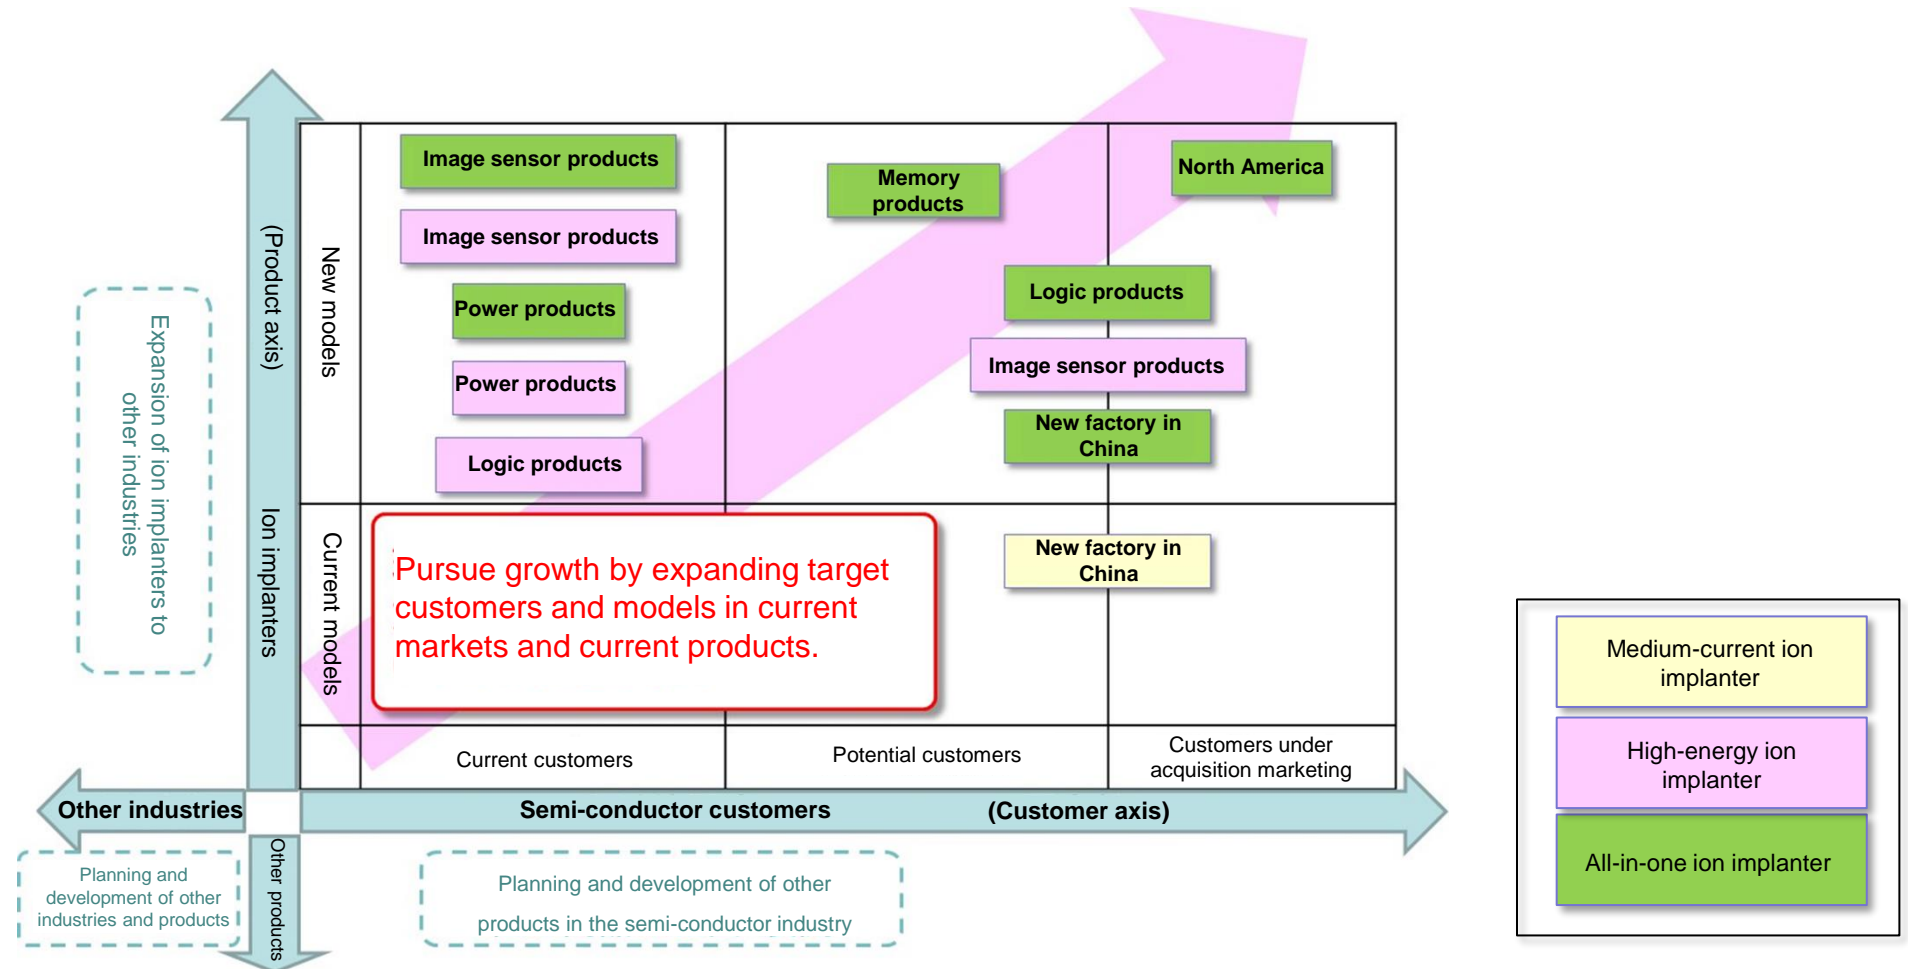 Image sensor products
Image sensor products
Power products
Power products
Logic products
Memory
products
North America
Logic products
Image sensor products
New factory in
China
New factory in
China
(Product axis)
Ion implanters
New models
Current models
Expansion of ion implanters to
other industries
Pursue growth by expanding target
customers and models in current
markets and current products.
Current customers
Potential customers
Customers under
acquisition marketing
Other industries
Semi-conductor customers
(Customer axis)
Other products
Planning and
development of other
industries and products
Planning and development of other
products in the semi-conductor industry
Medium-current ion
implanter
High-energy ion
implanter
All-in-one ion implanter